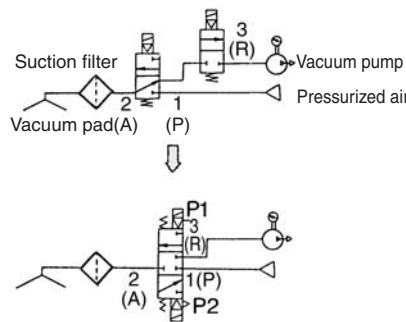 3
(R)
Suction filter
Vacuum pump
2
1
Pressurized air
Vacuum pad(A)
(P)
P1
3
(R)
2
1(P)
(A)
P2